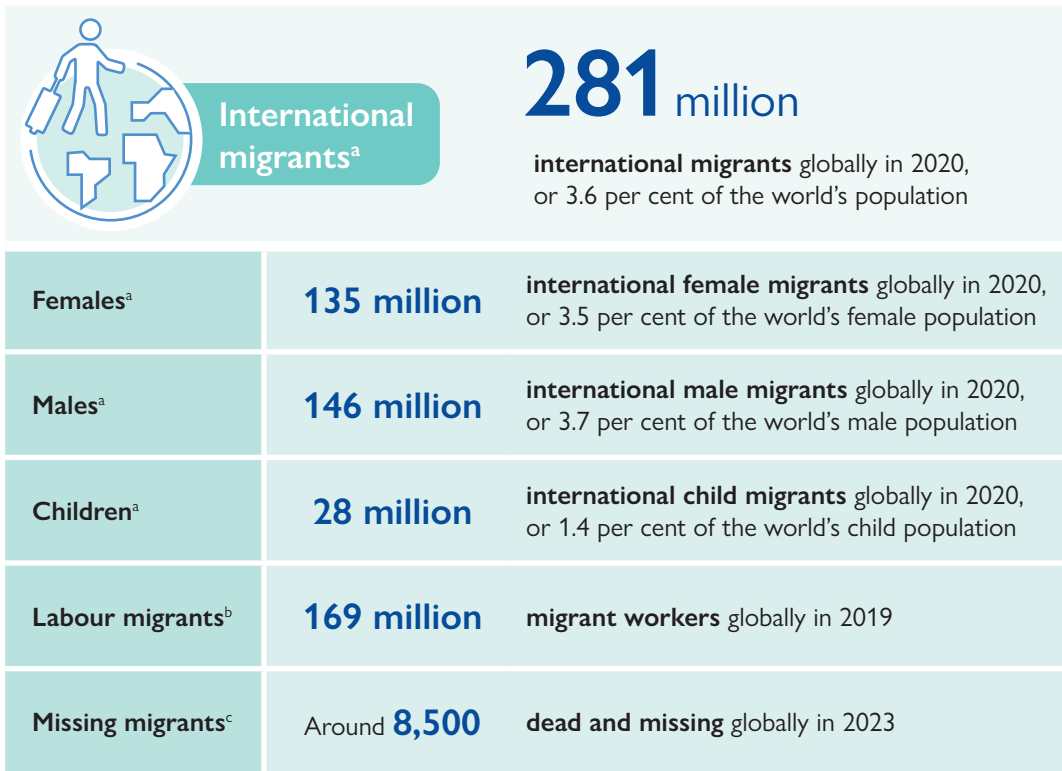 International
migrantsᵃ
281 million
international migrants globally in 2020,
or 3.6 per cent of the world’s population
Femalesᵃ
135 million
international female migrants globally in 2020,
or 3.5 per cent of the world’s female population
Malesᵃ
146 million
international male migrants globally in 2020,
or 3.7 per cent of the world’s male population
Childrenᵃ
28 million
international child migrants globally in 2020,
or 1.4 per cent of the world’s child population
Labour migrantsᵇ
169 million
migrant workers globally in 2019
Missing migrantsᶜ
Around 8,500
dead and missing globally in 2023